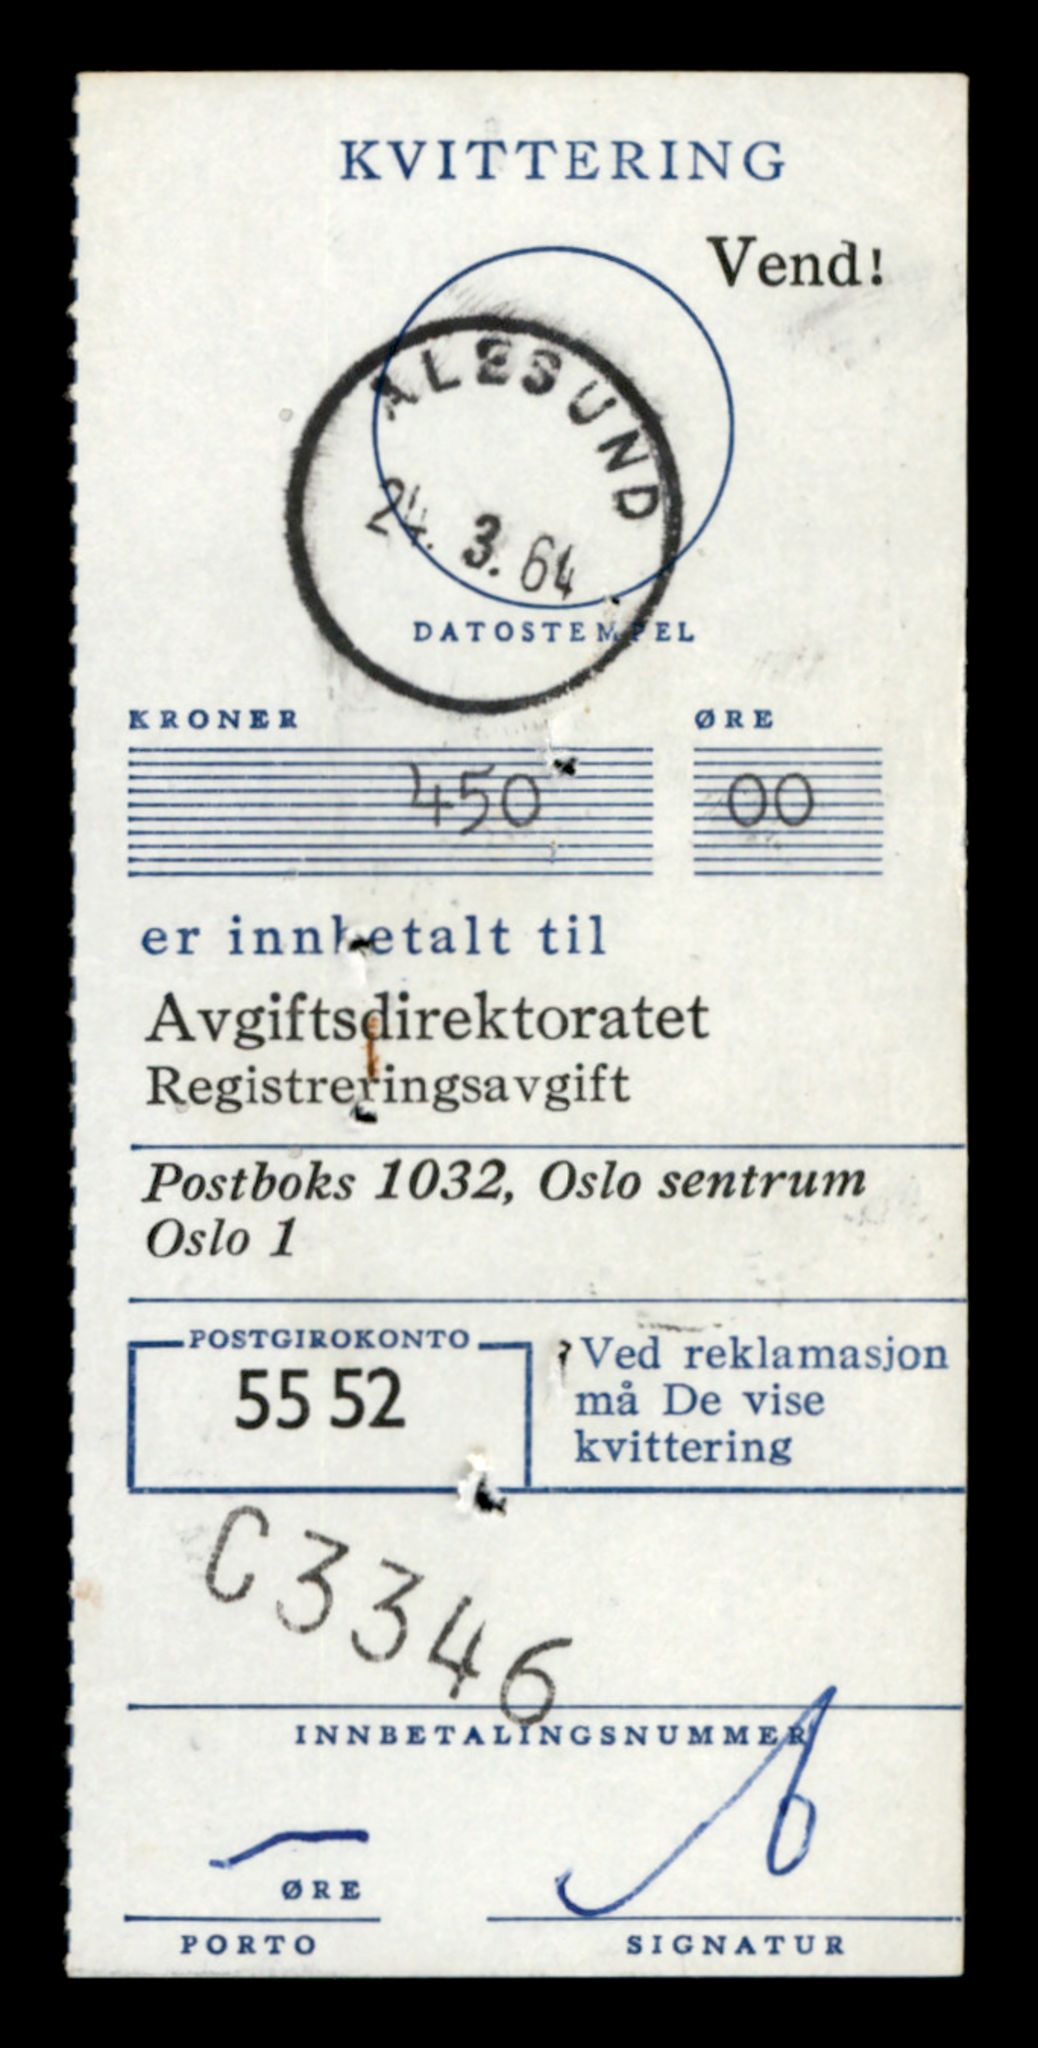 KVITTERING
Vend!
ÅLESUND
24. 3. 64
DATOSTEMPEL
KRONER ØRE
450 00
er innbetalt til
Avgiftsdirektoratet
Registreringsavgift
Postboks 1032, Oslo sentrum
Oslo 1
POSTGIROKONTO
55 52
Ved reklamasjon
må De vise
kvittering
C3346
INNBETALINGSNUMMER
ØRE
PORTO SIGNATUR